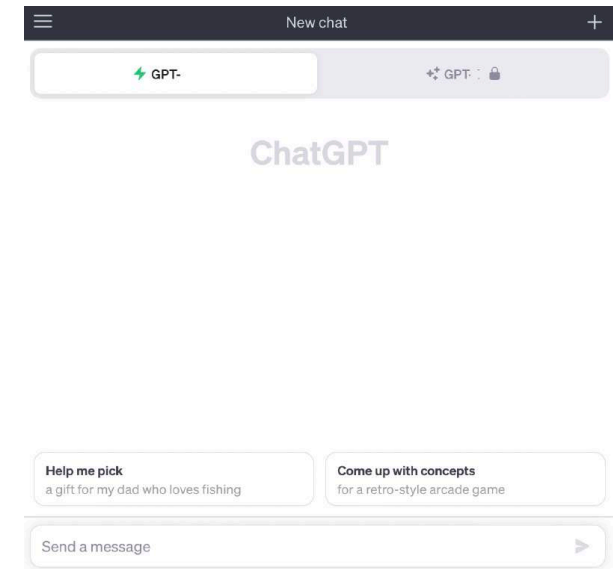 New chat
GPT-
GPT-
ChatGPT
Help me pick
a gift for my dad who loves fishing
Come up with concepts
for a retro-style arcade game
Send a message